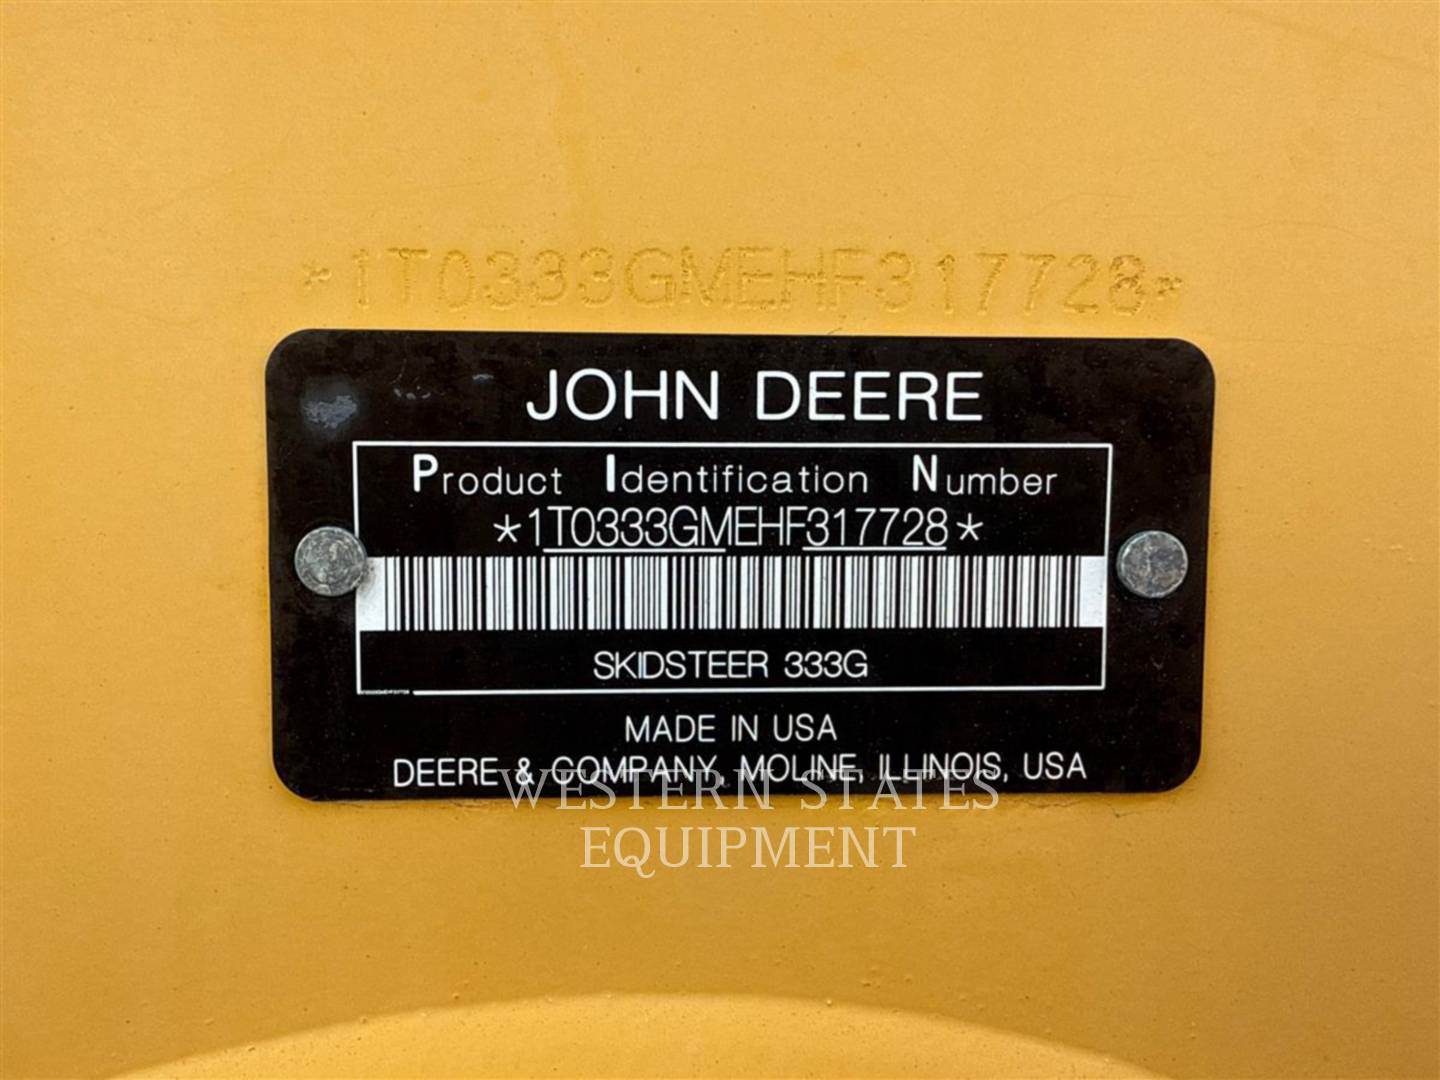 *1T0333GMEHF317728*
JOHN DEERE
Product Identification Number
*1T0333GMEHF317728*
SKIDSTEER 333G
MADE IN USA
DEERE & COMPANY, MOLINE, ILLINOIS, USA
WESTERN STATES
EQUIPMENT